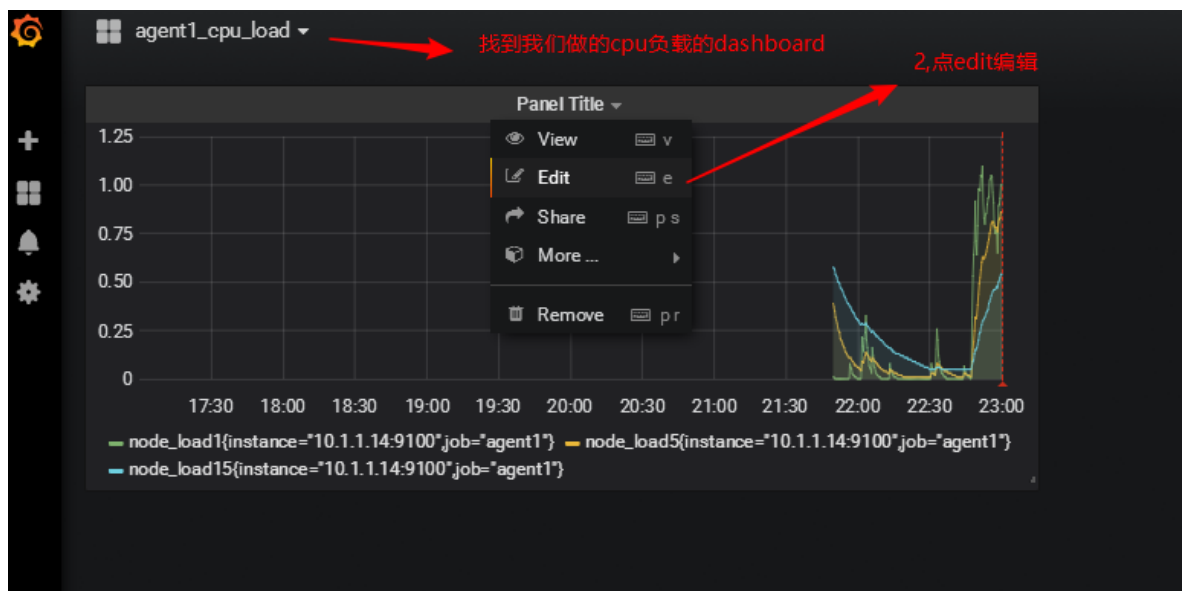 agent1_cpu_load
找到我们做的cpu负载的dashboard
2,点edit编辑
Panel Title
1.25
1.00
0.75
0.50
0.25
0
View v
Edit e
Share p s
More ...
Remove p r
17:30 18:00 18:30 19:00 19:30 20:00 20:30 21:00 21:30 22:00 22:30 23:00
node_load1{instance="10.1.1.14:9100",job="agent1"} node_load5{instance="10.1.1.14:9100",job="agent1"}
node_load15{instance="10.1.1.14:9100",job="agent1"}